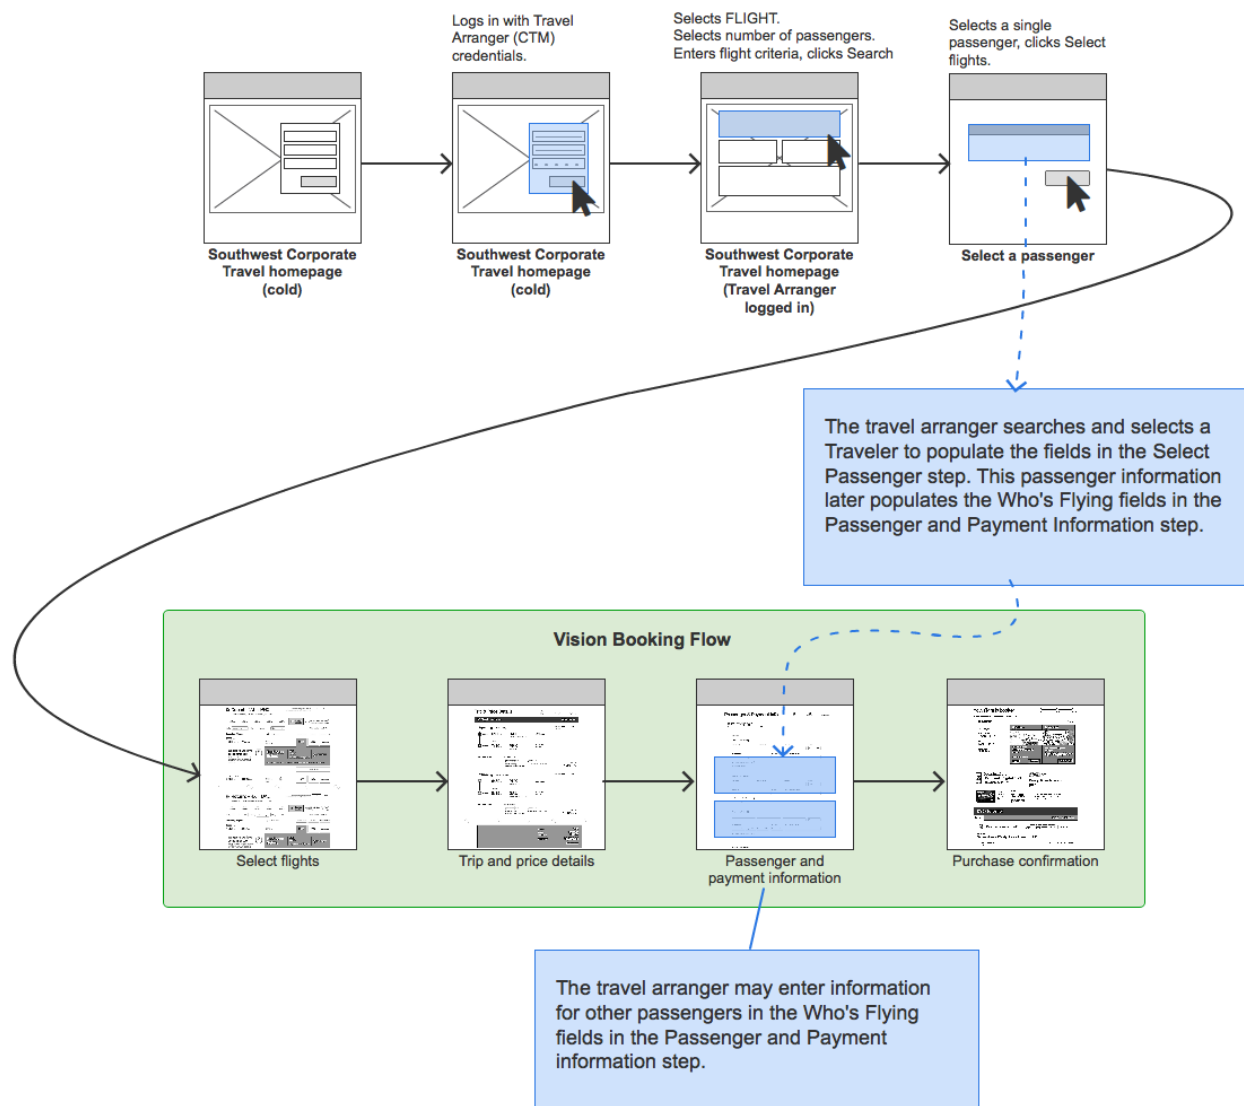 Logs in with Travel
Arranger (CTM)
credentials.
Selects FLIGHT.
Selects number of passengers.
Enters flight criteria, clicks Search
Selects a single
passenger, clicks Select
flights.
Southwest Corporate
Travel homepage
(cold)
Southwest Corporate
Travel homepage
(cold)
Southwest Corporate
Travel homepage
(Travel Arranger
logged in)
Select a passenger
The travel arranger searches and selects a
Traveler to populate the fields in the Select
Passenger step. This passenger information
later populates the Who's Flying fields in the
Passenger and Payment Information step.
Vision Booking Flow
Select flights
Trip and price details
Passenger and
payment information
Purchase confirmation
The travel arranger may enter information
for other passengers in the Who's Flying
fields in the Passenger and Payment
information step.